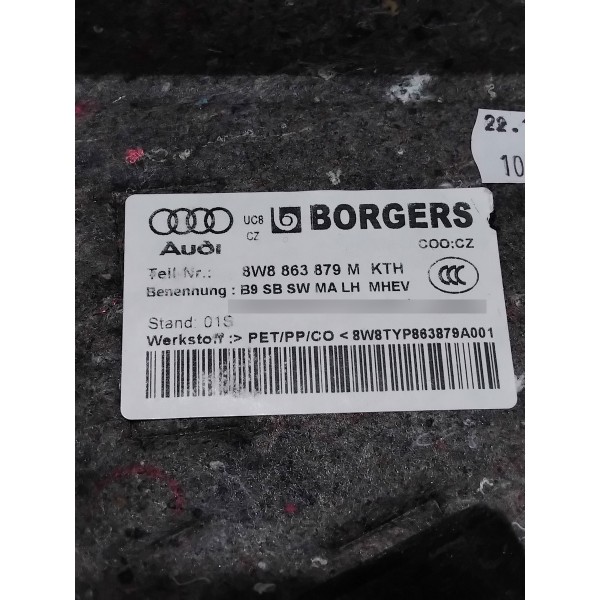 22.1
10
UC8 BORGERS
Audi CZ COO:CZ
Teil Nr.: 8W8 863 879 M KTH
Benennung : B9 SB SW MA LH MHEV
Stand: 01S
Werkstoff :> PET/PP/CO < 8W8TYP863879A001